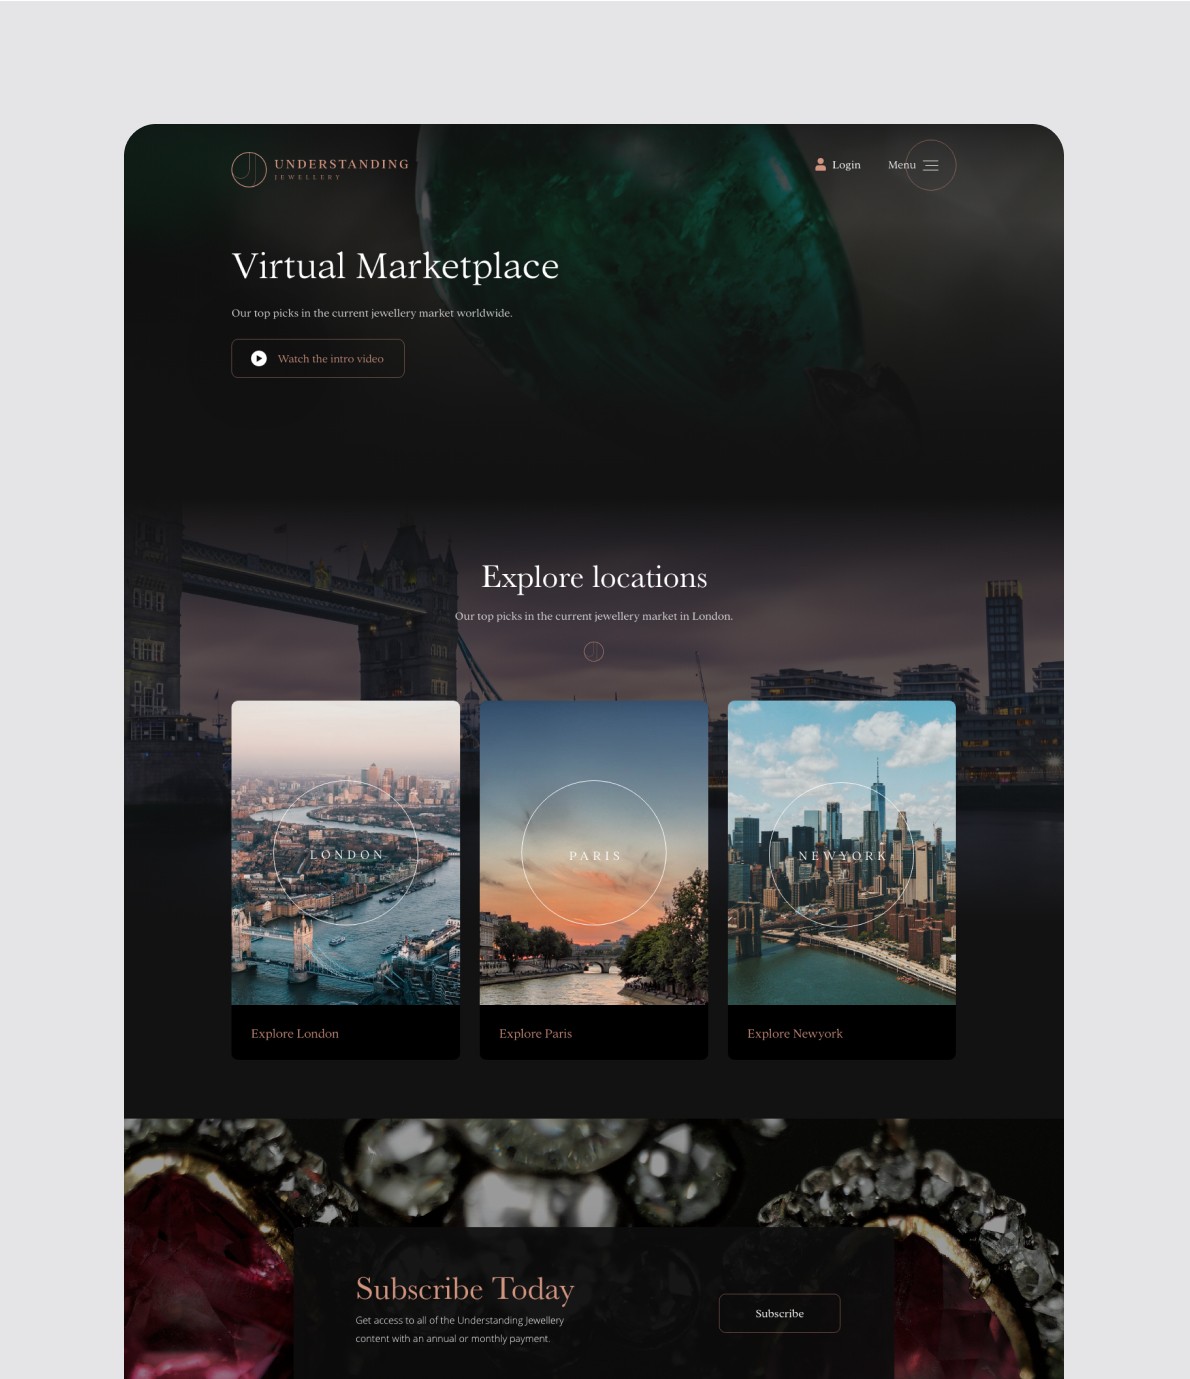 UNDERSTANDING
JEWELLERY
Login
Menu
Virtual Marketplace
Our top picks in the current jewellery market worldwide.
Watch the intro video
Explore locations
Our top picks in the current jewellery market in London.
LONDON
PARIS
NEWYORK
Explore London
Explore Paris
Explore Newyork
Subscribe Today
Get access to all of the Understanding Jewellery
content with an annual or monthly payment.
Subscribe